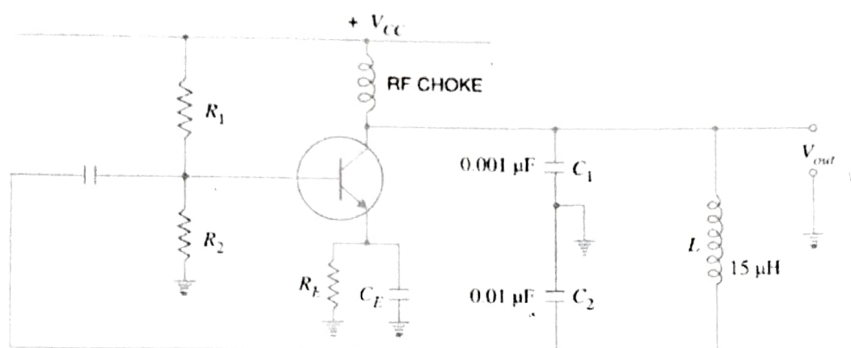 + V_CC
RF CHOKE
R_1
0.001 μF C_1
V_out
R_2
L
15 μH
R_E C_E
0.01 μF C_2